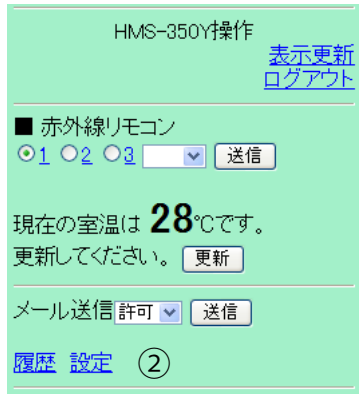 HMS-350Y操作
表示更新
ログアウト
■ 赤外線リモコン
1 2 3 送信
現在の室温は 28℃です。
更新してください。 更新
メール送信 許可 送信
履歴 設定 ②